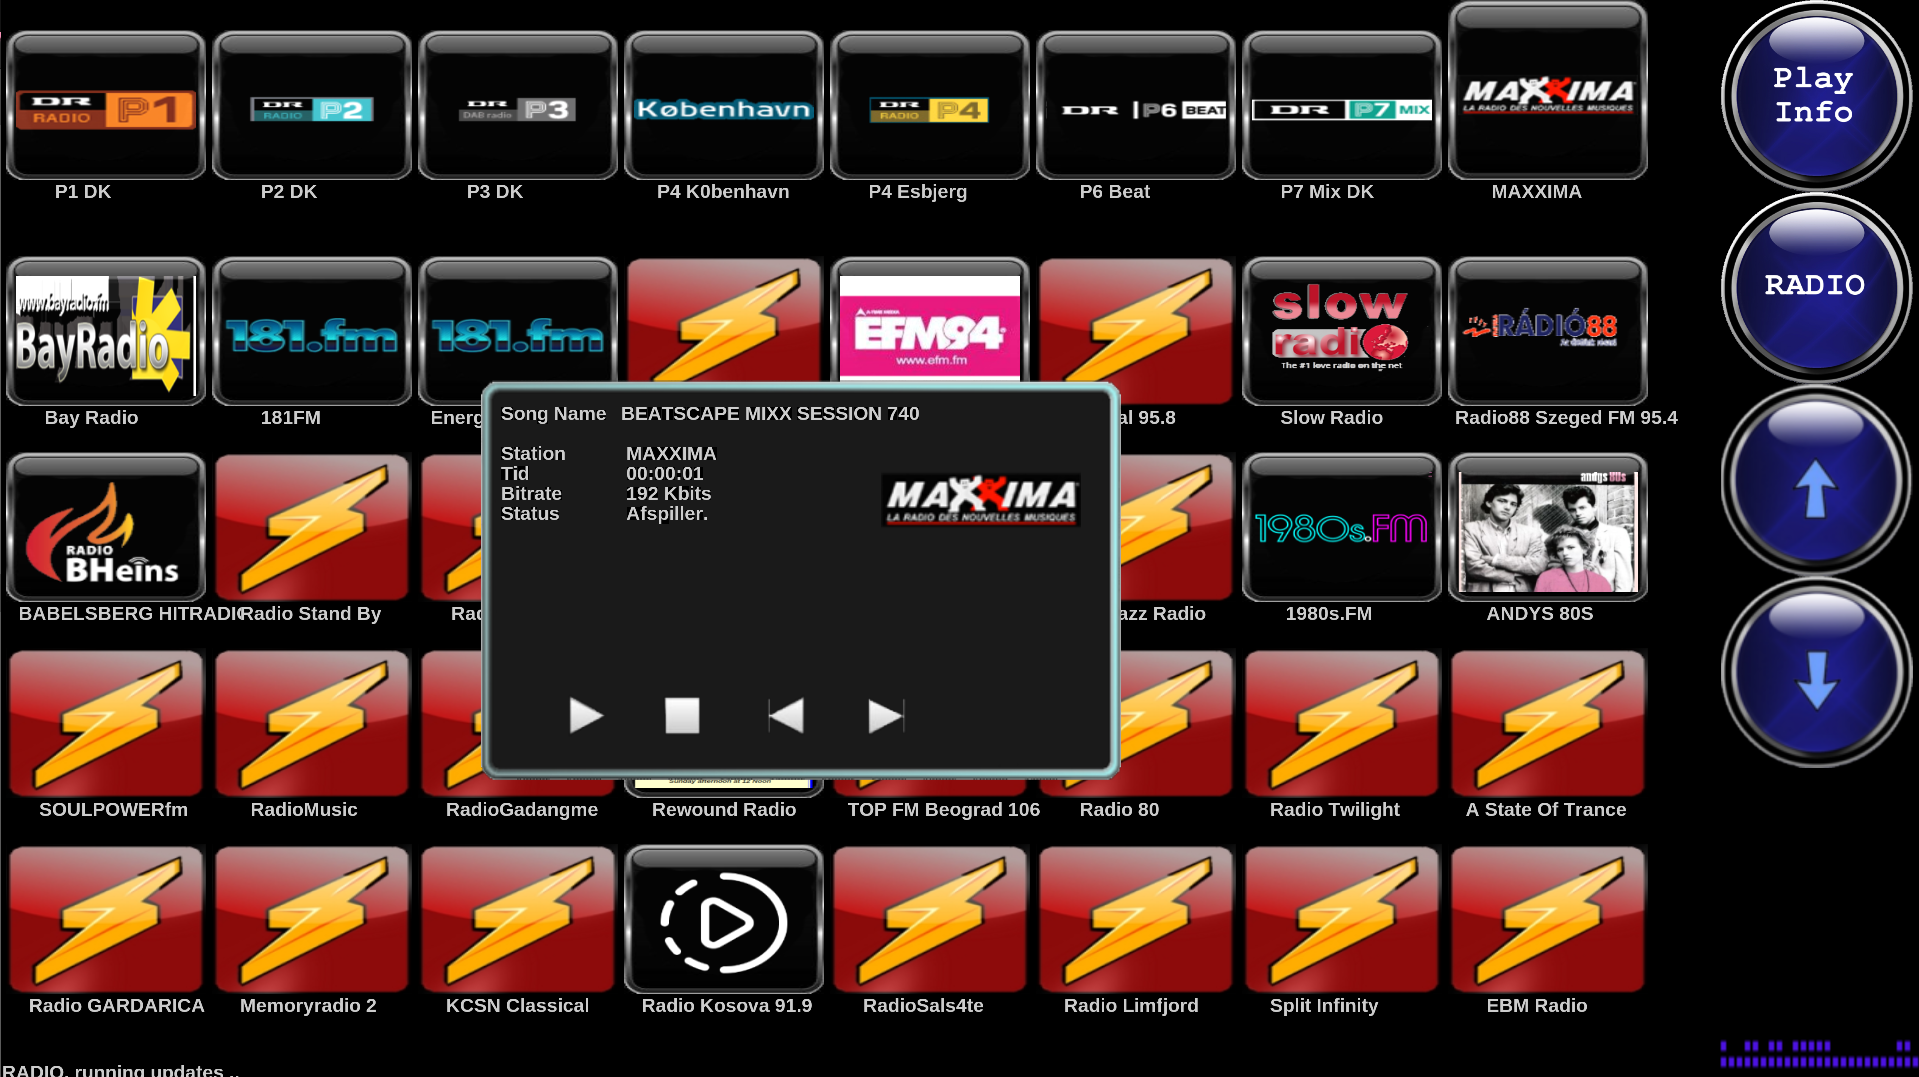 DR RADIO P1
DR RADIO P2
DR DAB radio P3
København
DR RADIO P4
DR P6 BEAT
DR P7 MIX
MAXXIMA
LA RADIO DES NOUVELLES MUSIQUES
Play
Info
P1 DK
P2 DK
P3 DK
P4 K0benhavn
P4 Esbjerg
P6 Beat
P7 Mix DK
MAXXIMA
RADIO
www.bayradio.fm
BayRadio
181.fm
181.fm
EFM94
www.efm.fm
slow
radio
The #1 love radio on the net
RÁDIÓ88
Bay Radio
181FM
Energ
al 95.8
Slow Radio
Radio88 Szeged FM 95.4
Song Name BEATSCAPE MIXX SESSION 740
Station MAXXIMA
Tid 00:00:01
Bitrate 192 Kbits
Status Afspiller.
MAXXIMA
LA RADIO DES NOUVELLES MUSIQUES
RADIO
BHeins
1980s.FM
andys 80s
BABELSBERG HITRADIO
Radio Stand By
Rad
azz Radio
1980s.FM
ANDYS 80S
Sunday afternoon at 12 Noon
SOULPOWERfm
RadioMusic
RadioGadangme
Rewound Radio
TOP FM Beograd 106
Radio 80
Radio Twilight
A State Of Trance
Radio GARDARICA
Memoryradio 2
KCSN Classical
Radio Kosova 91.9
RadioSals4te
Radio Limfjord
Split Infinity
EBM Radio
RADIO. running updates ..